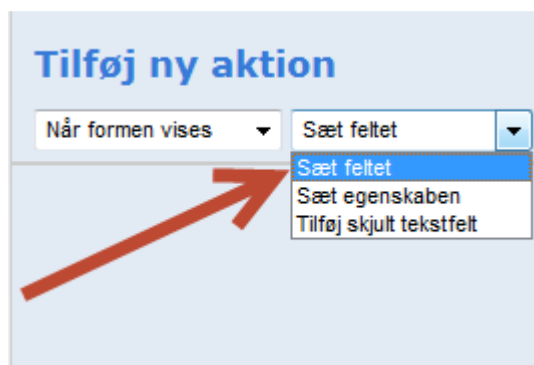 Tilføj ny aktion
Når formen vises Sæt feltet
Sæt feltet
Sæt egenskaben
Tilføj skjult tekstfelt